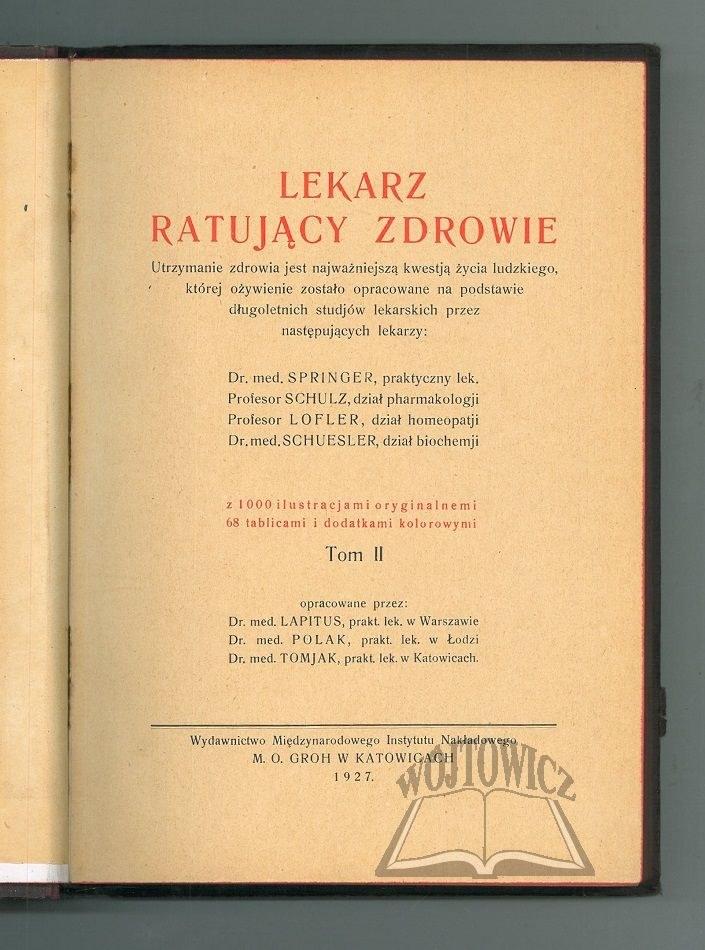 LEKARZ
RATUJĄCY ZDROWIE
Utrzymanie zdrowia jest najważniejszą kwestją życia ludzkiego,
której ożywienie zostało opracowane na podstawie
długoletnich studjów lekarskich przez
następujących lekarzy:
Dr. med. SPRINGER, praktyczny lek.
Profesor SCHULZ, dział pharmakologji
Profesor LOFLER, dział homeopatji
Dr. med. SCHUESLER, dział biochemji
z 1000 ilustracjami oryginalnemi
68 tablicami i dodatkami kolorowymi
Tom II
opracowane przez:
Dr. med. LAPITUS, prakt. lek. w Warszawie
Dr. med. POLAK, prakt. lek. w Łodzi
Dr. med. TOMJAK, prakt. lek. w Katowicach.
Wydawnictwo Międzynarodowego Instytutu Nakładowego
M. O. GROH W KATOWICACH
1927.
WÓJTOWICZ